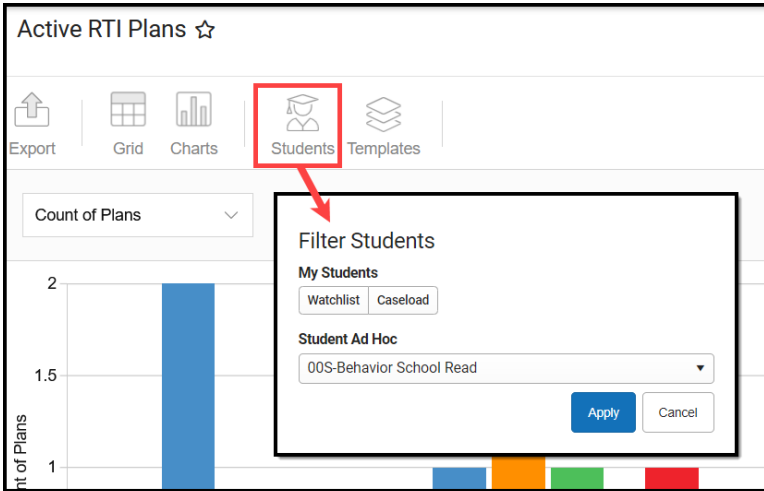 Active RTI Plans
Export Grid Charts Students Templates
Count of Plans
Filter Students
My Students
Watchlist Caseload
Student Ad Hoc
00S-Behavior School Read
Apply Cancel
2
1.5
1
nt of Plans